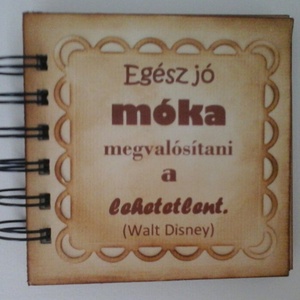 Egész jó
móka
megvalósítani
a
lehetetlent.
(Walt Disney)